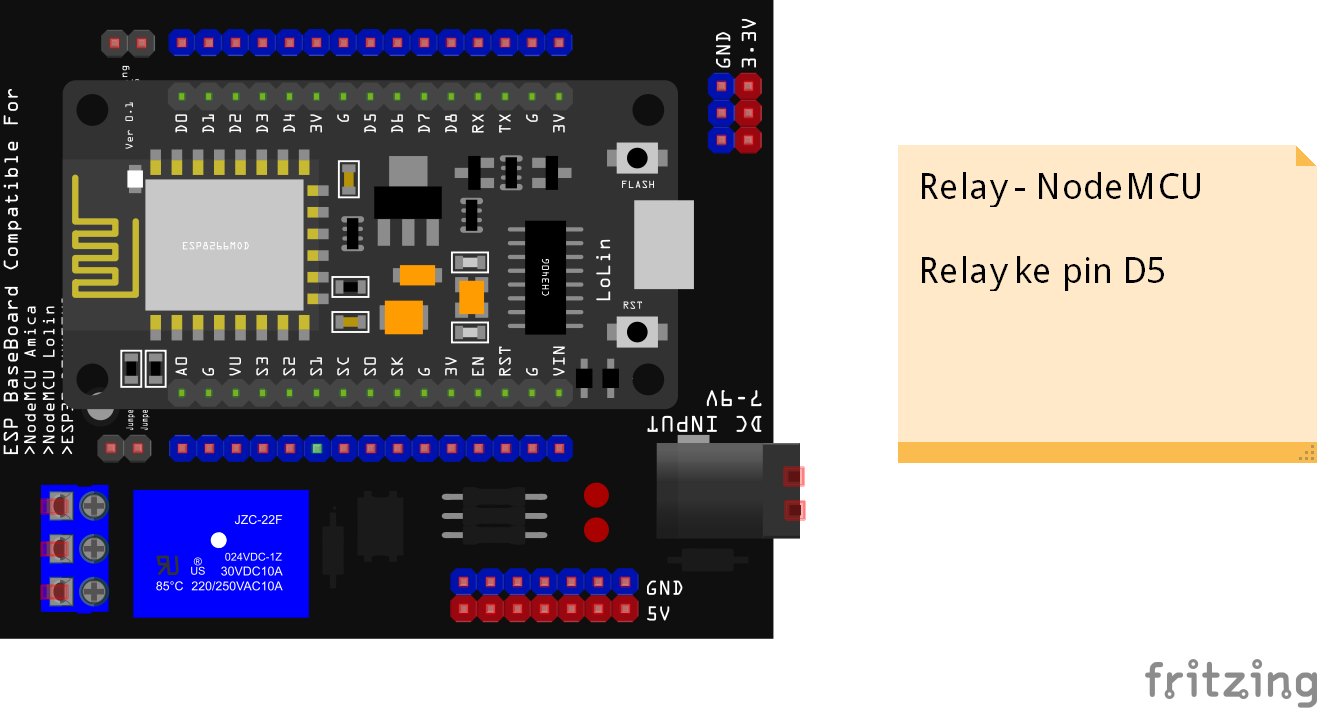 ESP BaseBoard Compatible For
>NodeMCU Amica
>NodeMCU Lolin
Ver 0.1
D0 D1 D2 D3 D4 3V G D5 D6 D7 D8 RX TX G 3V
GND
3.3V
FLASH
ESP8266MOD
CH340G
LoLin
RST
A0 G VU S3 S2 S1 SC SO SK G 3V EN RST G VIN
Jumper
Jumper
DC INPUT
7-9V
JZC-22F
024VDC-1Z
® US 30VDC10A
85°C 220/250VAC10A
GND
5V
Relay - NodeMCU
Relay ke pin D5
fritzing